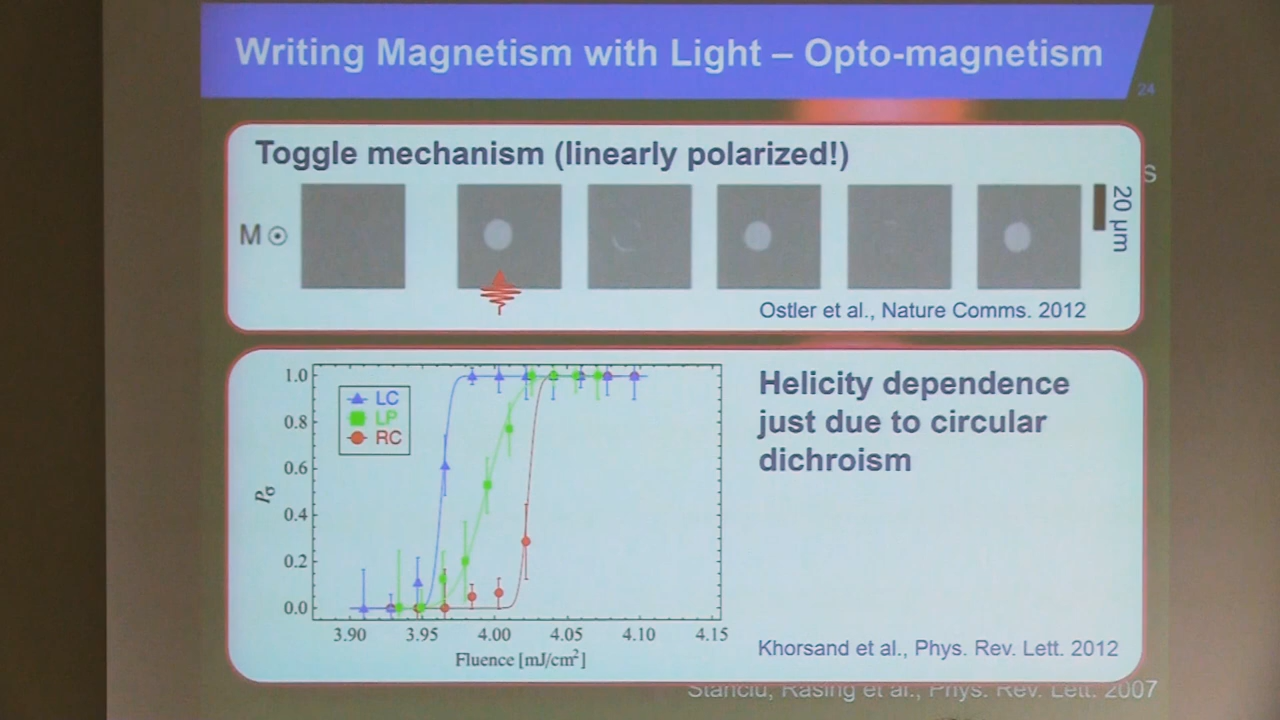 Writing Magnetism with Light – Opto-magnetism
24
Toggle mechanism (linearly polarized!)
s
M
20 µm
Ostler et al., Nature Comms. 2012
1.0
0.8
0.6
0.4
0.2
0.0
Pσ
LC
LP
RC
3.90 3.95 4.00 4.05 4.10 4.15
Fluence [mJ/cm²]
Helicity dependence
just due to circular
dichroism
Khorsand et al., Phys. Rev. Lett. 2012
Stanciu, Rasing et al., Phys. Rev. Lett. 2007